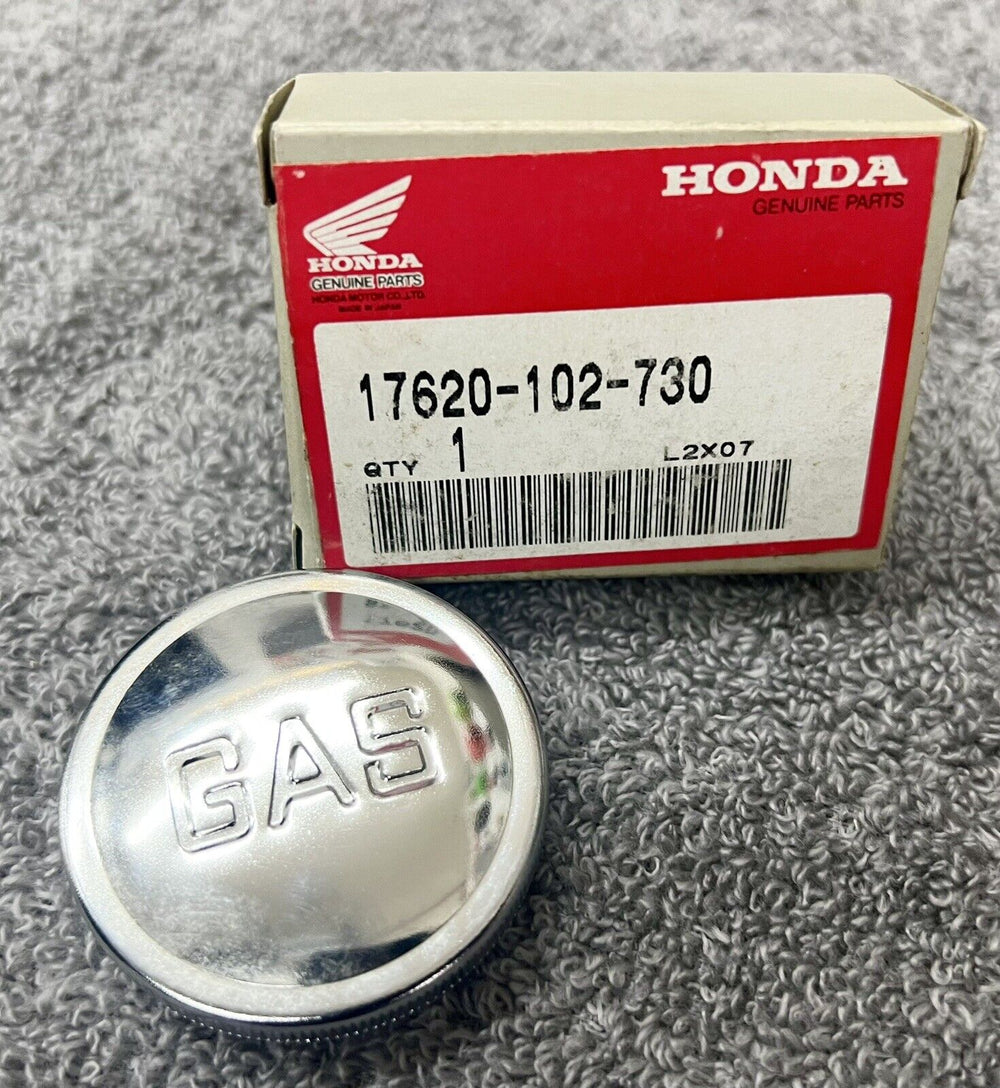 HONDA
GENUINE PARTS
HONDA
GENUINE PARTS
HONDA MOTOR CO.,LTD.
MADE IN JAPAN
17620-102-730
QTY 1 L2X07
GAS